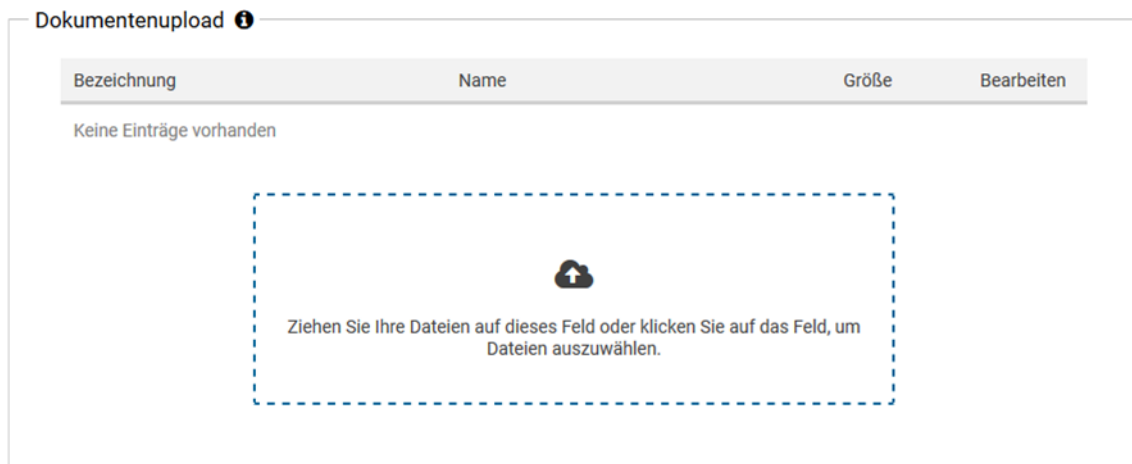 Dokumentenupload
Bezeichnung Name Größe Bearbeiten
Keine Einträge vorhanden
Ziehen Sie Ihre Dateien auf dieses Feld oder klicken Sie auf das Feld, um
Dateien auszuwählen.